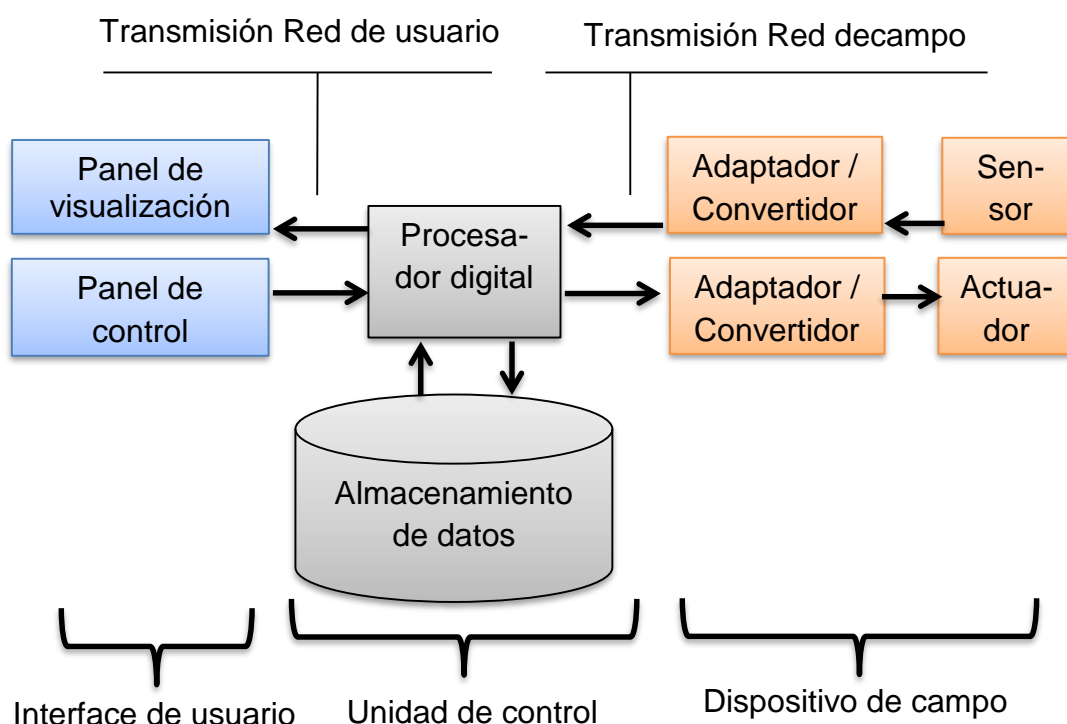 Transmisión Red de usuario
Transmisión Red decampo
Panel de
visualización
Procesa-
dor digital
Adaptador /
Convertidor
Sen-
sor
Panel de
control
Adaptador /
Convertidor
Actua-
dor
Almacenamiento
de datos
Interface de usuario
Unidad de control
Dispositivo de campo